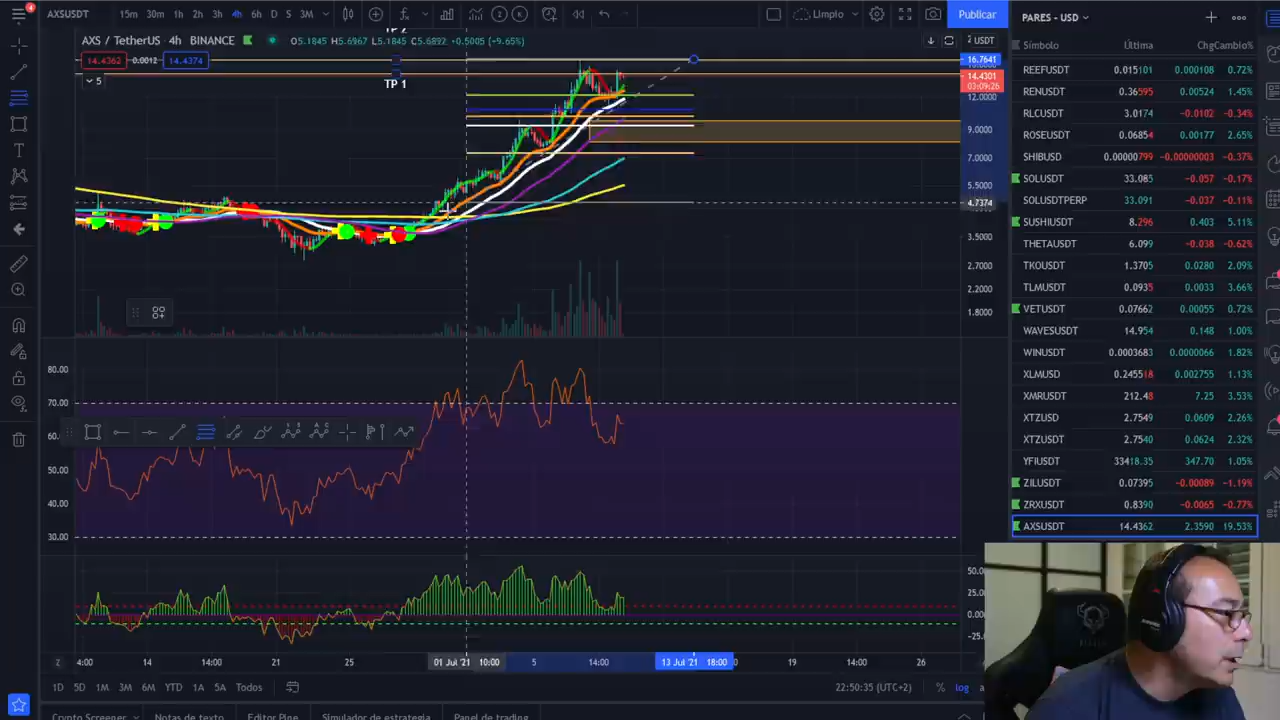 AXSUSDT 15m 30m 1h 2h 3h 4h 6h D S 3M Limplo Publicar
AXS / TetherUS · 4h BINANCE O5.1845 H5.6967 L5.1845 C5.6892 +0.5005 (+9.65%)
14.4362 0.0012 14.4374
5
TP 1
USDT
16.7641
14.4301
03:09:26
12.0000
9.0000
7.0000
5.5000
4.7374
3.5000
2.7000
2.2000
1.8000
80.00
70.00
50.00
40.00
30.00
50.0
25.0
0.00
-25.0
4:00 14 14:00 21 25 01 Jul '21 10:00 5 14:00 13 Jul '21 18:00 19 14:00 26
1D 5D 1M 3M 6M YTD 1A 5A Todos 22:50:35 (UTC+2) % log
Crypto Screener Notas de texto Editor Pine Simulador de estrategia Panel de trading
PARES - USD
Símbolo Última Chg Cambio%
REEFUSDT 0.015101 0.000108 0.72%
RENUSDT 0.36595 0.00524 1.45%
RLCUSDT 3.0174 -0.0102 -0.34%
ROSEUSDT 0.06854 0.00177 2.65%
SHIBUSD 0.00000799 -0.00000003 -0.37%
SOLUSDT 33.085 -0.057 -0.17%
SOLUSDTPERP 33.091 -0.037 -0.11%
SUSHIUSDT 8.296 0.403 5.11%
THETAUSDT 6.099 -0.038 -0.62%
TKOUSDT 1.3705 0.0280 2.09%
TLMUSDT 0.0935 0.0033 3.66%
VETUSDT 0.07662 0.00055 0.72%
WAVESUSDT 14.954 0.148 1.00%
WINUSDT 0.0003683 0.0000066 1.82%
XLMUSD 0.245518 0.002755 1.13%
XMRUSDT 212.48 7.25 3.53%
XTZUSD 2.7549 0.0609 2.26%
XTZUSDT 2.7540 0.0624 2.32%
YFIUSDT 33418.35 347.70 1.05%
ZILUSDT 0.07395 -0.00089 -1.19%
ZRXUSDT 0.8390 -0.0065 -0.77%
AXSUSDT 14.4362 2.3590 19.53%